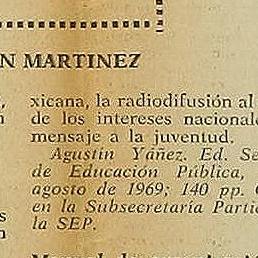 N MARTINEZ
xicana, la radiodifusión al
de los intereses nacional
mensaje a la juventud.
Agustín Yáñez. Ed. Se
de Educación Pública,
agosto de 1969; 140 pp.
en la Subsecretaría Parti
la SEP.